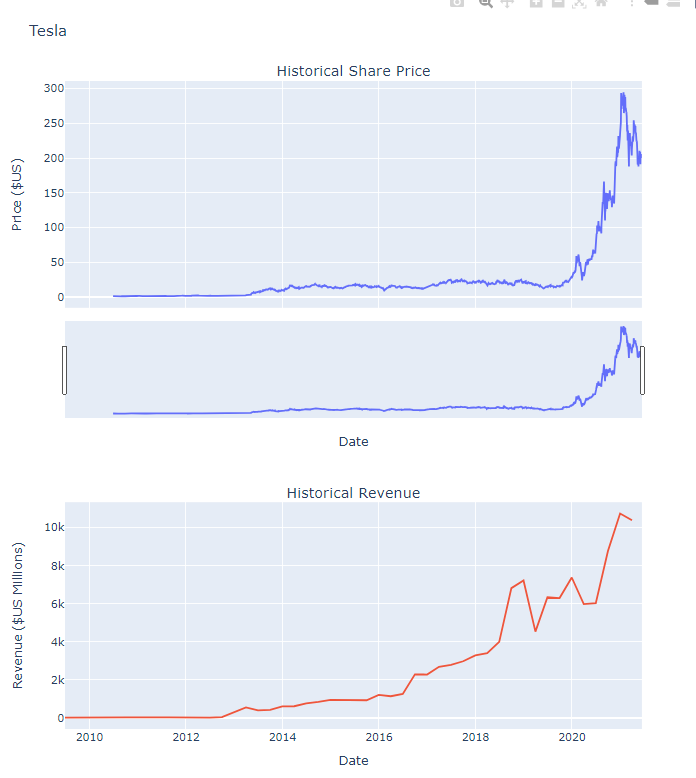 Tesla
Historical Share Price
300
250
200
150
100
50
0
Price ($US)
Date
Historical Revenue
10k
8k
6k
4k
2k
0
Revenue ($US Millions)
2010 2012 2014 2016 2018 2020
Date